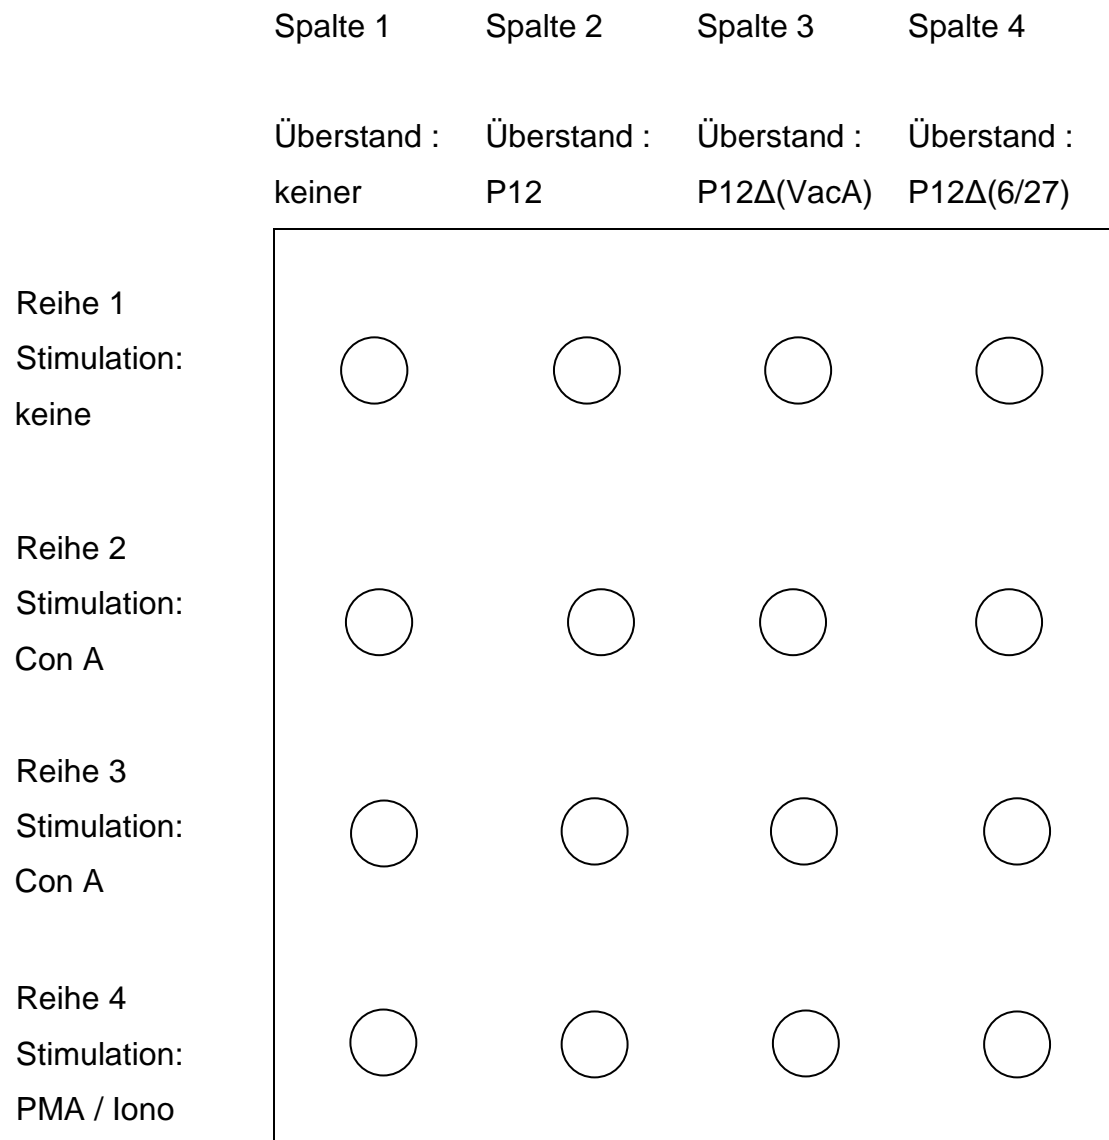 Spalte 1 Spalte 2 Spalte 3 Spalte 4
Überstand : Überstand : Überstand : Überstand :
keiner P12 P12Δ(VacA) P12Δ(6/27)
Reihe 1
Stimulation:
keine
Reihe 2
Stimulation:
Con A
Reihe 3
Stimulation:
Con A
Reihe 4
Stimulation:
PMA / Iono